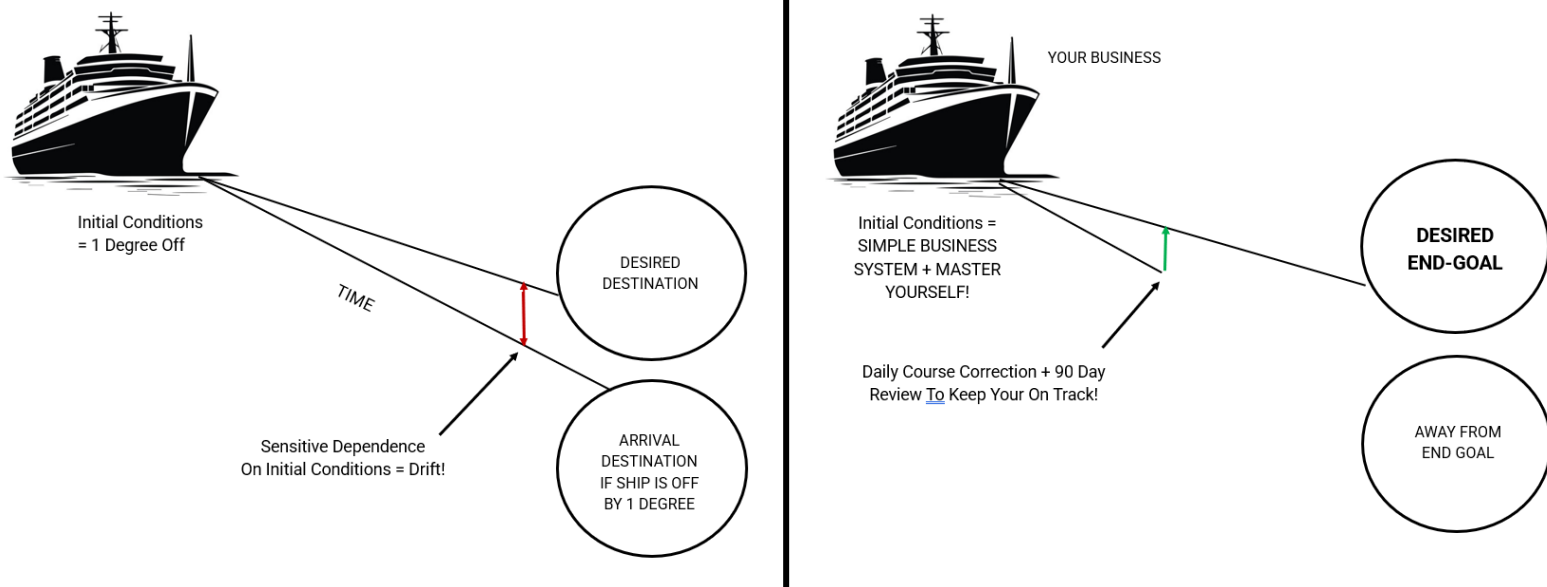 Initial Conditions
= 1 Degree Off
TIME
DESIRED
DESTINATION
Sensitive Dependence
On Initial Conditions = Drift!
ARRIVAL
DESTINATION
IF SHIP IS OFF
BY 1 DEGREE
YOUR BUSINESS
Initial Conditions =
SIMPLE BUSINESS
SYSTEM + MASTER
YOURSELF!
DESIRED
END-GOAL
Daily Course Correction + 90 Day
Review To Keep Your On Track!
AWAY FROM
END GOAL